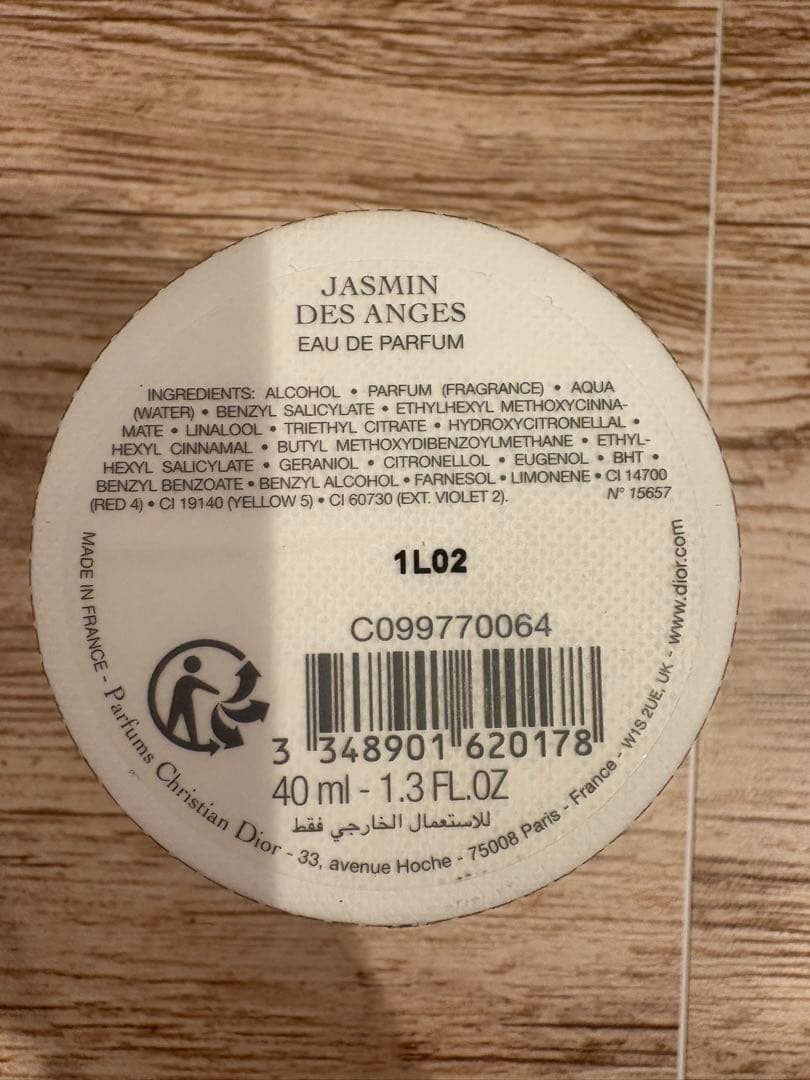 JASMIN
DES ANGES
EAU DE PARFUM
INGREDIENTS: ALCOHOL • PARFUM (FRAGRANCE) • AQUA
(WATER) • BENZYL SALICYLATE • ETHYLHEXYL METHOXYCINNA-
MATE • LINALOOL • TRIETHYL CITRATE • HYDROXYCITRONELLAL •
HEXYL CINNAMAL • BUTYL METHOXYDIBENZOYLMETHANE • ETHYL-
HEXYL SALICYLATE • GERANIOL • CITRONELLOL • EUGENOL • BHT •
BENZYL BENZOATE • BENZYL ALCOHOL • FARNESOL • LIMONENE • CI 14700
(RED 4) • CI 19140 (YELLOW 5) • CI 60730 (EXT. VIOLET 2). N° 15657
1L02
C099770064
3 348901 620178
40 ml - 1.3 FL.OZ
للاستعمال الخارجي فقط
MADE IN FRANCE - Parfums Christian Dior - 33, avenue Hoche - 75008 Paris - France - W1S 2UE, UK - www.dior.com